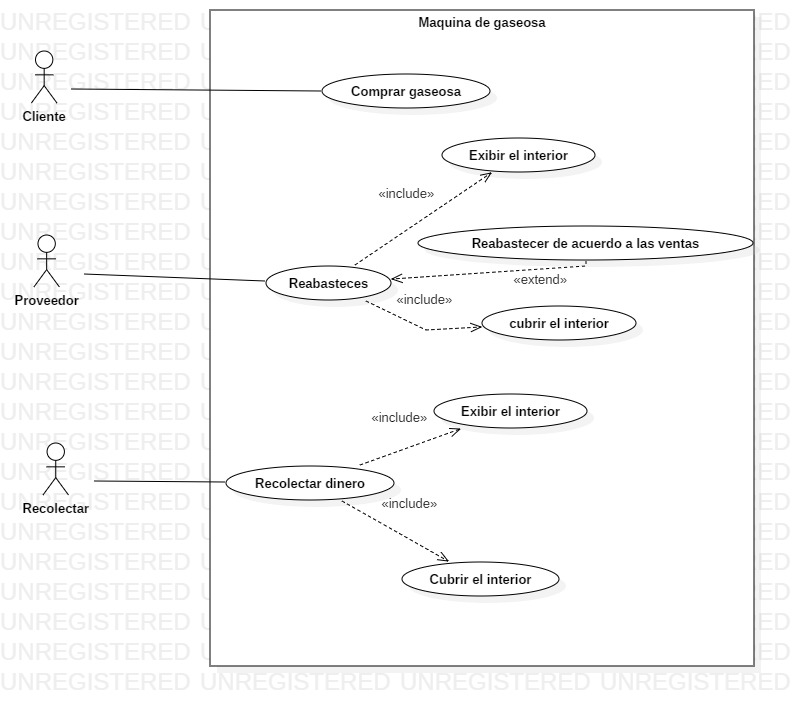 Maquina de gaseosa
Cliente
Comprar gaseosa
Exibir el interior
«include»
Reabastecer de acuerdo a las ventas
Proveedor
Reabasteces
«extend»
«include»
cubrir el interior
Exibir el interior
«include»
Recolectar
Recolectar dinero
«include»
Cubrir el interior
UNREGISTERED UNREGISTERED UNREGISTERED UNREGISTERED